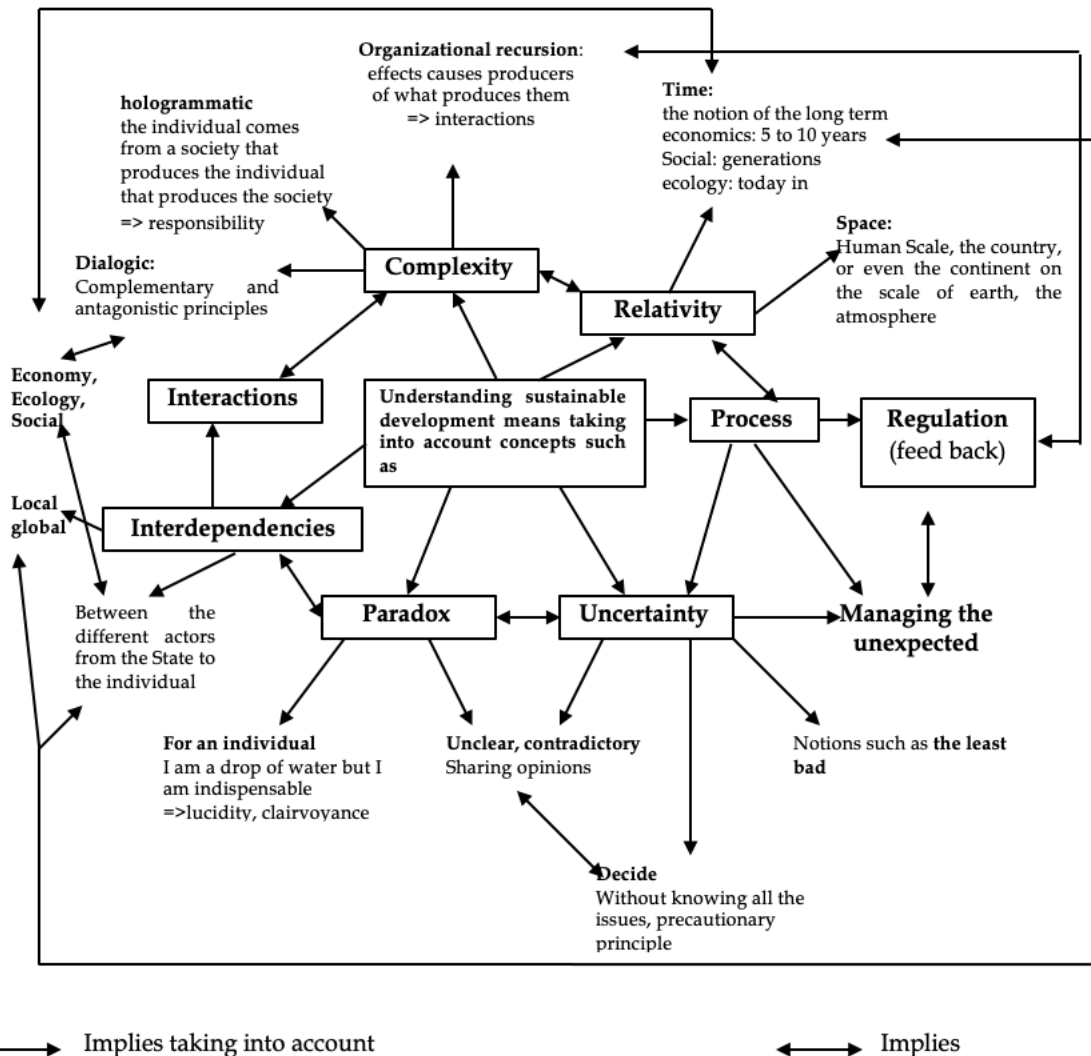 Organizational recursion:
effects causes producers
of what produces them
=> interactions
Time:
the notion of the long term
economics: 5 to 10 years
Social: generations
ecology: today in
hologrammatic
the individual comes
from a society that
produces the individual
that produces the society
=> responsibility
Space:
Human Scale, the country,
or even the continent on
the scale of earth, the
atmosphere
Dialogic:
Complementary and
antagonistic principles
Complexity
Relativity
Economy,
Ecology,
Social
Interactions
Understanding sustainable
development means taking
into account concepts such
as
Process
Regulation
(feed back)
Local
global
Interdependencies
Between the
different actors
from the State to
the individual
Paradox
Uncertainty
Managing the
unexpected
For an individual
I am a drop of water but I
am indispensable
=>lucidity, clairvoyance
Unclear, contradictory
Sharing opinions
Notions such as the least
bad
Decide
Without knowing all the
issues, precautionary
principle
Implies taking into account
Implies